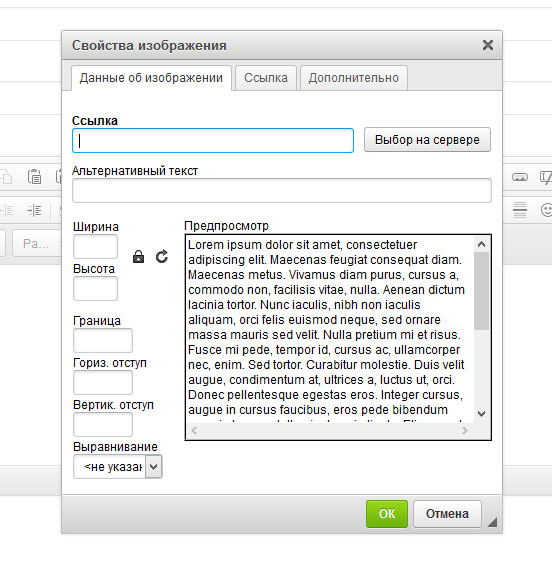 Свойства изображения
Данные об изображении
Ссылка
Дополнительно
Ссылка
Выбор на сервере
Альтернативный текст
Ширина
Высота
Граница
Гориз. отступ
Вертик. отступ
Выравнивание
<не указан
Предпросмотр
Lorem ipsum dolor sit amet, consectetuer
adipiscing elit. Maecenas feugiat consequat diam.
Maecenas metus. Vivamus diam purus, cursus a,
commodo non, facilisis vitae, nulla. Aenean dictum
lacinia tortor. Nunc iaculis, nibh non iaculis
aliquam, orci felis euismod neque, sed ornare
massa mauris sed velit. Nulla pretium mi et risus.
Fusce mi pede, tempor id, cursus ac, ullamcorper
nec, enim. Sed tortor. Curabitur molestie. Duis velit
augue, condimentum at, ultrices a, luctus ut, orci.
Donec pellentesque egestas eros. Integer cursus,
augue in cursus faucibus, eros pede bibendum
Ра...
ОК
Отмена